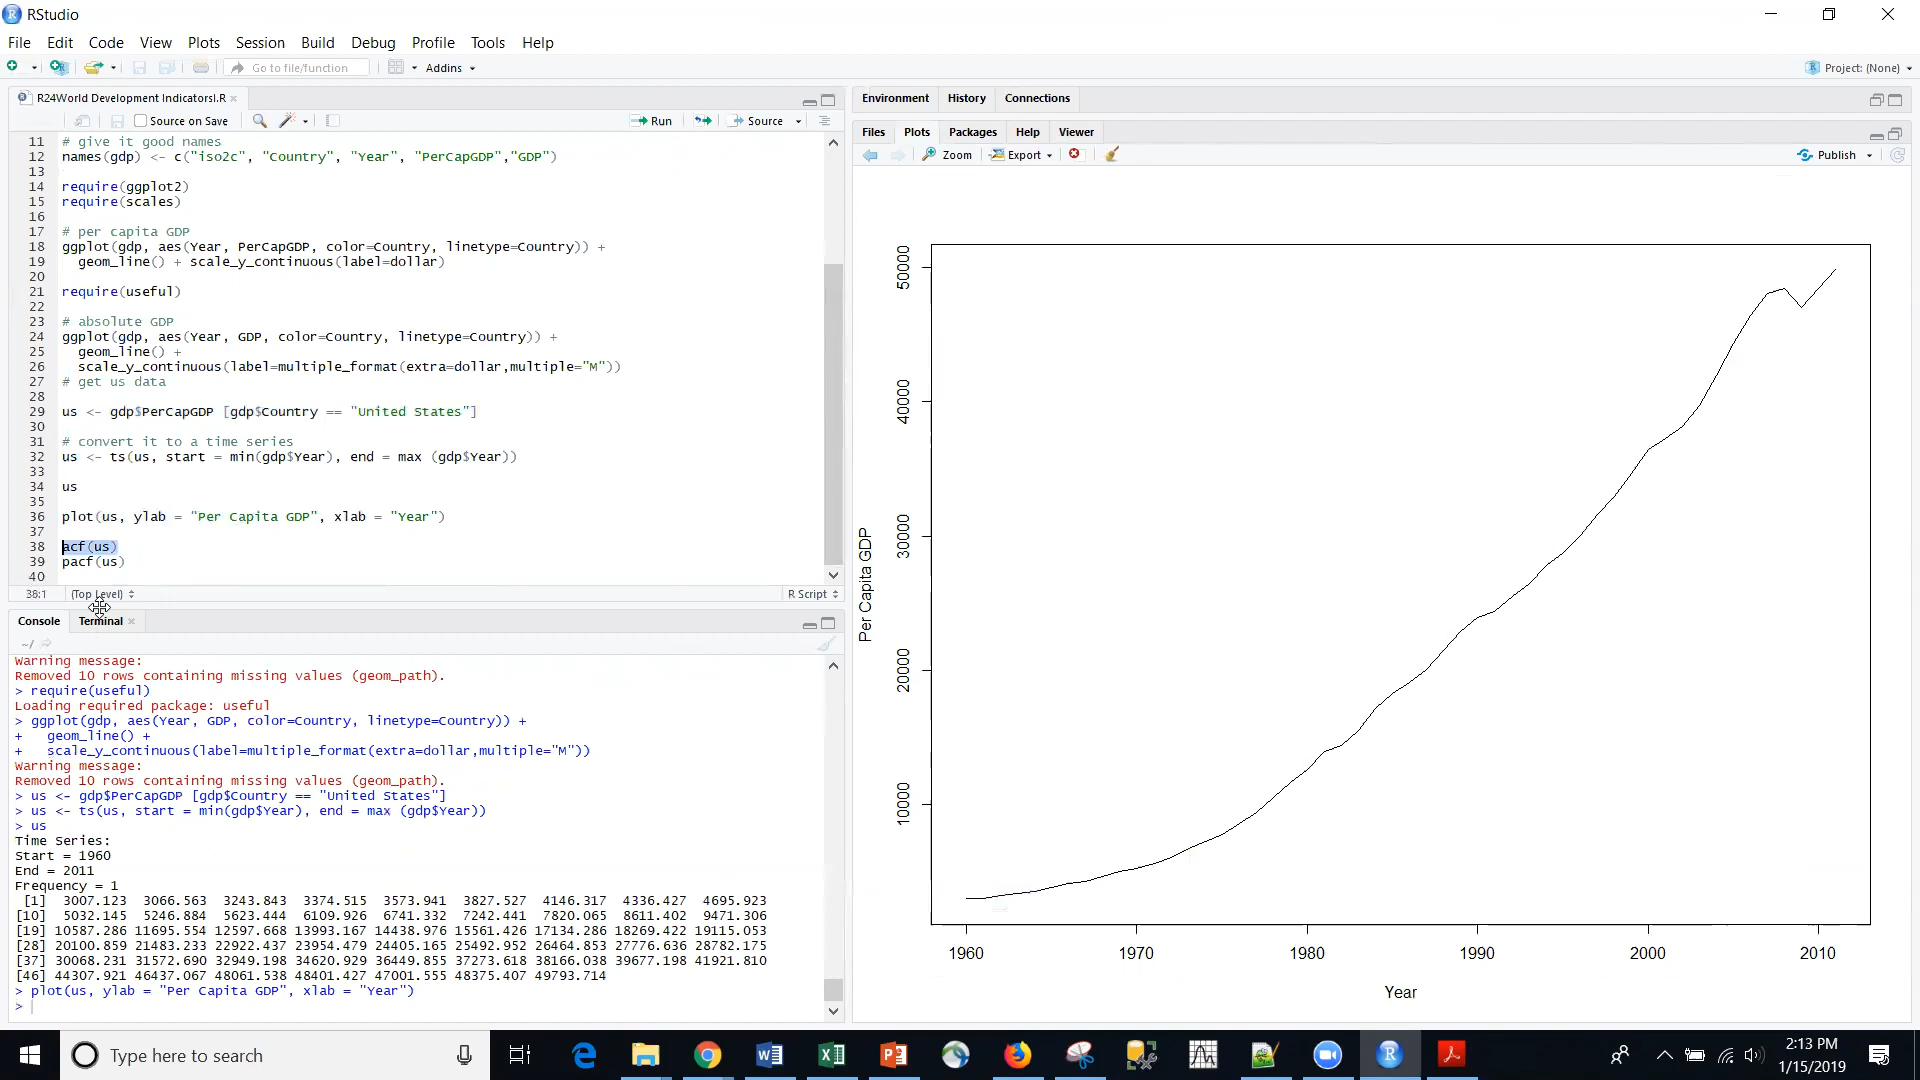 RStudio
File Edit Code View Plots Session Build Debug Profile Tools Help
Go to file/function Addins Project: (None)
R24World Development Indicatorsl.R
Source on Save Run Source
11 # give it good names
12 names(gdp) <- c("iso2c", "Country", "Year", "PerCapGDP","GDP")
13
14 require(ggplot2)
15 require(scales)
16
17 # per capita GDP
18 ggplot(gdp, aes(Year, PerCapGDP, color=Country, linetype=Country)) +
19 geom_line() + scale_y_continuous(label=dollar)
20
21 require(useful)
22
23 # absolute GDP
24 ggplot(gdp, aes(Year, GDP, color=Country, linetype=Country)) +
25 geom_line() +
26 scale_y_continuous(label=multiple_format(extra=dollar,multiple="M"))
27 # get us data
28
29 us <- gdp$PerCapGDP [gdp$Country == "United States"]
30
31 # convert it to a time series
32 us <- ts(us, start = min(gdp$Year), end = max (gdp$Year))
33
34 us
35
36 plot(us, ylab = "Per Capita GDP", xlab = "Year")
37
38 acf(us)
39 pacf(us)
40
38:1 (Top Level) R Script
Console Terminal
~/
Warning message:
Removed 10 rows containing missing values (geom_path).
> require(useful)
Loading required package: useful
> ggplot(gdp, aes(Year, GDP, color=Country, linetype=Country)) +
+ geom_line() +
+ scale_y_continuous(label=multiple_format(extra=dollar,multiple="M"))
Warning message:
Removed 10 rows containing missing values (geom_path).
> us <- gdp$PerCapGDP [gdp$Country == "United States"]
> us <- ts(us, start = min(gdp$Year), end = max (gdp$Year))
> us
Time Series:
Start = 1960
End = 2011
Frequency = 1
[1] 3007.123 3066.563 3243.843 3374.515 3573.941 3827.527 4146.317 4336.427 4695.923
[10] 5032.145 5246.884 5623.444 6109.926 6741.332 7242.441 7820.065 8611.402 9471.306
[19] 10587.286 11695.554 12597.668 13993.167 14438.976 15561.426 17134.286 18269.422 19115.053
[28] 20100.859 21483.233 22922.437 23954.479 24405.165 25492.952 26464.853 27776.636 28782.175
[37] 30068.231 31572.690 32949.198 34620.929 36449.855 37273.618 38166.038 39677.198 41921.810
[46] 44307.921 46437.067 48061.538 48401.427 47001.555 48375.407 49793.714
> plot(us, ylab = "Per Capita GDP", xlab = "Year")
>
Environment History Connections
Files Plots Packages Help Viewer
Zoom Export Publish
50000
40000
30000
20000
10000
Per Capita GDP
1960 1970 1980 1990 2000 2010
Year
Type here to search
2:13 PM
1/15/2019